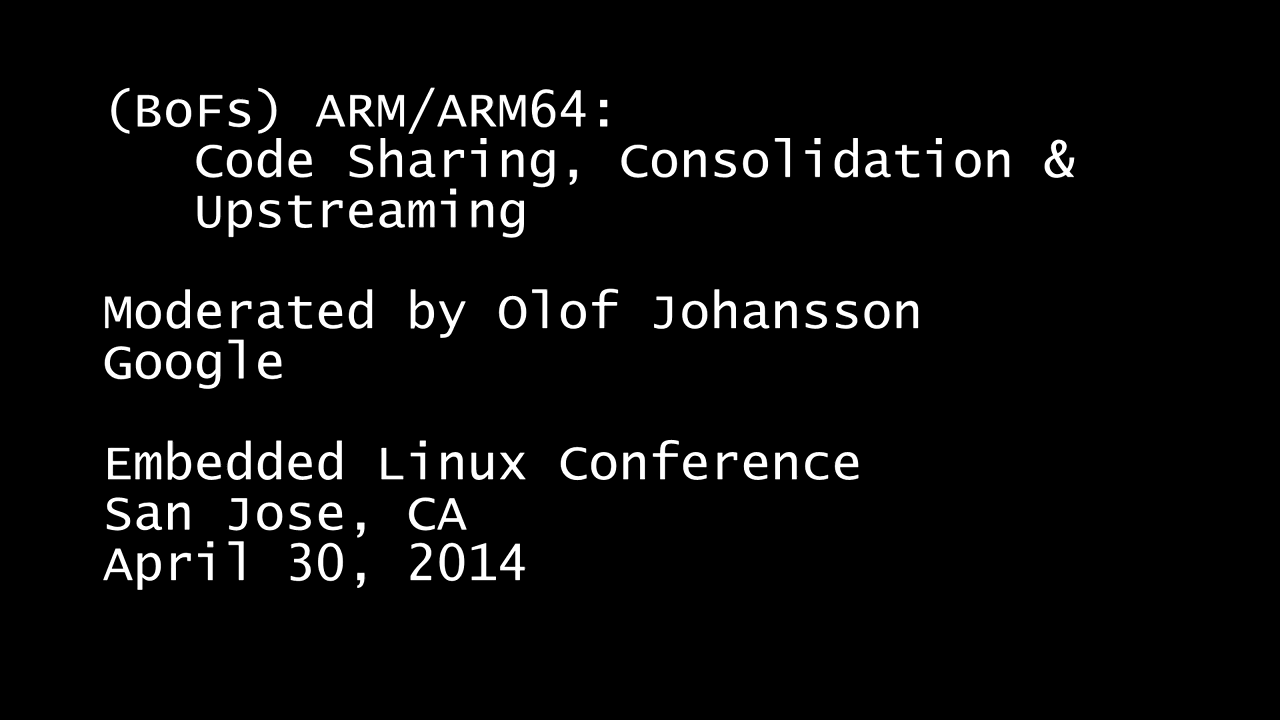 (BoFs) ARM/ARM64:
Code Sharing, Consolidation &
Upstreaming
Moderated by Olof Johansson
Google
Embedded Linux Conference
San Jose, CA
April 30, 2014